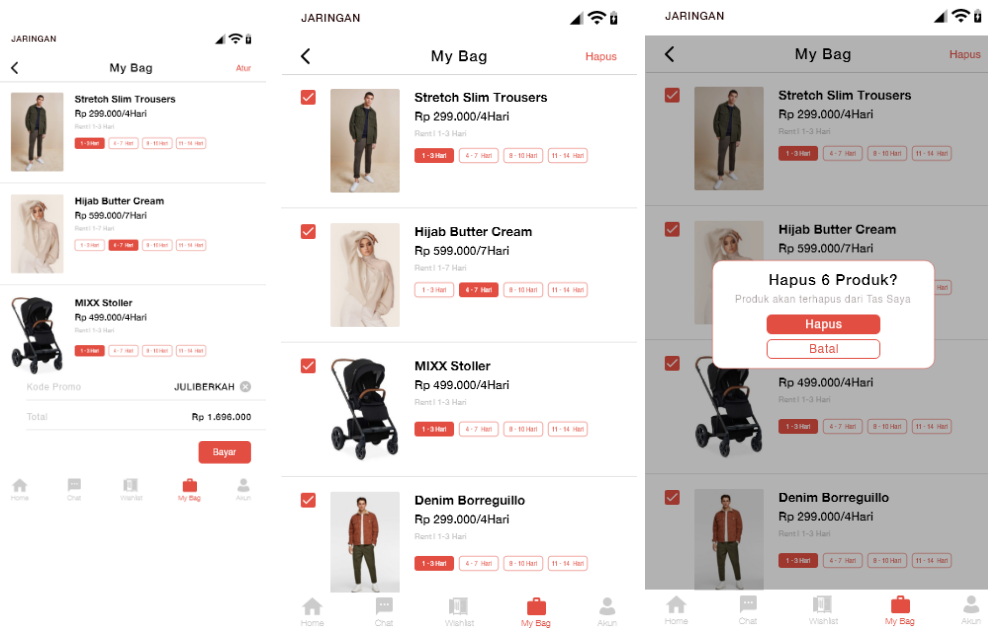 JARINGAN
My Bag
Atur
Stretch Slim Trousers
Rp 299.000/4Hari
Rent | 1-3 Hari
1 - 3 Hari
4 - 7 Hari
8 - 10 Hari
11 - 14 Hari
Hijab Butter Cream
Rp 599.000/7Hari
Rent | 1-7 Hari
1 - 3 Hari
4 - 7 Hari
8 - 10 Hari
11 - 14 Hari
MIXX Stoller
Rp 499.000/4Hari
Rent | 1-3 Hari
1 - 3 Hari
4 - 7 Hari
8 - 10 Hari
11 - 14 Hari
Kode Promo
JULIBERKAH
Total
Rp 1.696.000
Bayar
Home
Chat
Wishlist
My Bag
Akun
JARINGAN
My Bag
Hapus
Stretch Slim Trousers
Rp 299.000/4Hari
Rent | 1-3 Hari
1 - 3 Hari
4 - 7 Hari
8 - 10 Hari
11 - 14 Hari
Hijab Butter Cream
Rp 599.000/7Hari
Rent | 1-7 Hari
1 - 3 Hari
4 - 7 Hari
8 - 10 Hari
11 - 14 Hari
MIXX Stoller
Rp 499.000/4Hari
Rent | 1-3 Hari
1 - 3 Hari
4 - 7 Hari
8 - 10 Hari
11 - 14 Hari
Denim Borreguillo
Rp 299.000/4Hari
Rent | 1-3 Hari
1 - 3 Hari
4 - 7 Hari
8 - 10 Hari
11 - 14 Hari
Home
Chat
Wishlist
My Bag
Akun
JARINGAN
My Bag
Hapus
Stretch Slim Trousers
Rp 299.000/4Hari
Rent | 1-3 Hari
1 - 3 Hari
4 - 7 Hari
8 - 10 Hari
11 - 14 Hari
Hijab Butter Cream
Rp 599.000/7Hari
Hapus 6 Produk?
Produk akan terhapus dari Tas Saya
Hapus
Batal
Hari
Rp 499.000/4Hari
Rent | 1-3 Hari
1 - 3 Hari
4 - 7 Hari
8 - 10 Hari
11 - 14 Hari
Denim Borreguillo
Rp 299.000/4Hari
Rent | 1-3 Hari
1 - 3 Hari
4 - 7 Hari
8 - 10 Hari
11 - 14 Hari
Home
Chat
Wishlist
My Bag
Akun